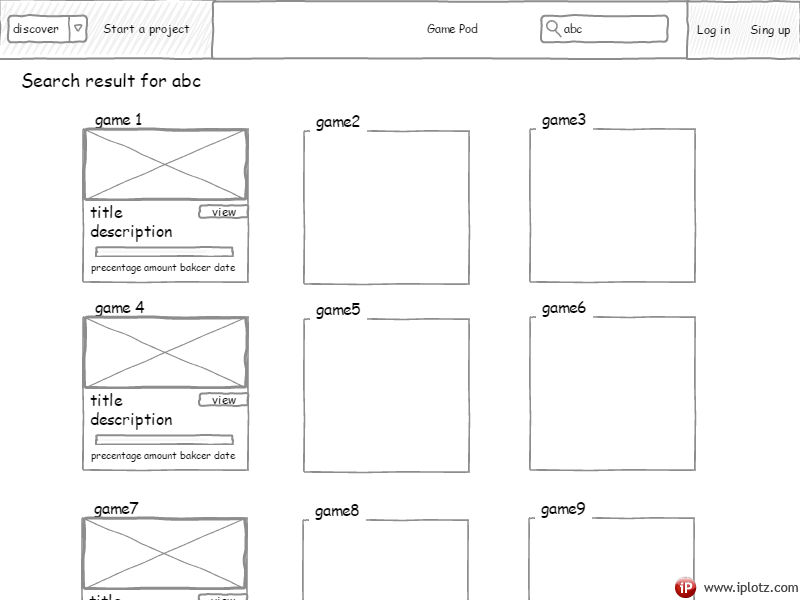 discover Start a project Game Pod abc Log in Sing up
Search result for abc
game 1 game2 game3
title view
description
precentage amount bakcer date
game 4 game5 game6
title view
description
precentage amount bakcer date
game7 game8 game9
title view
iP www.iplotz.com